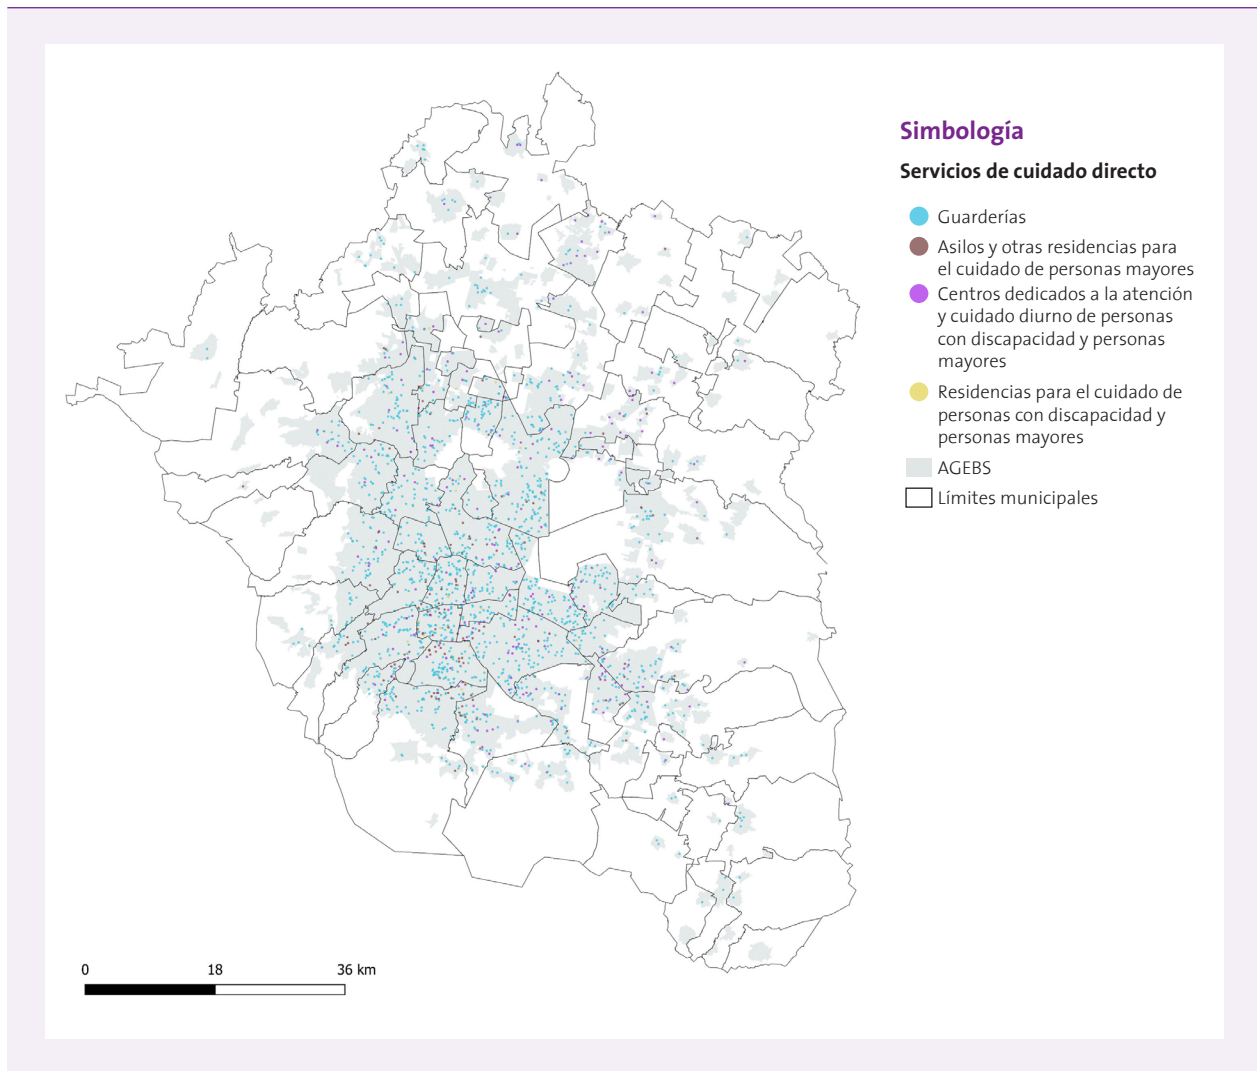 Simbología
Servicios de cuidado directo
Guarderías
Asilos y otras residencias para
el cuidado de personas mayores
Centros dedicados a la atención
y cuidado diurno de personas
con discapacidad y personas
mayores
Residencias para el cuidado de
personas con discapacidad y
personas mayores
AGEBS
Límites municipales
0 18 36 km